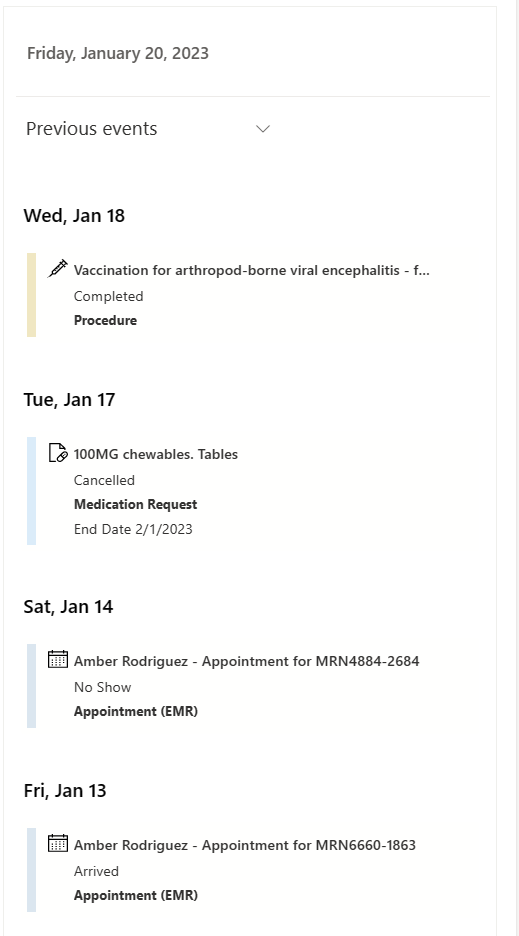 Friday, January 20, 2023
Previous events
Wed, Jan 18
Vaccination for arthropod-borne viral encephalitis - f...
Completed
Procedure
Tue, Jan 17
100MG chewables. Tables
Cancelled
Medication Request
End Date 2/1/2023
Sat, Jan 14
Amber Rodriguez - Appointment for MRN4884-2684
No Show
Appointment (EMR)
Fri, Jan 13
Amber Rodriguez - Appointment for MRN6660-1863
Arrived
Appointment (EMR)